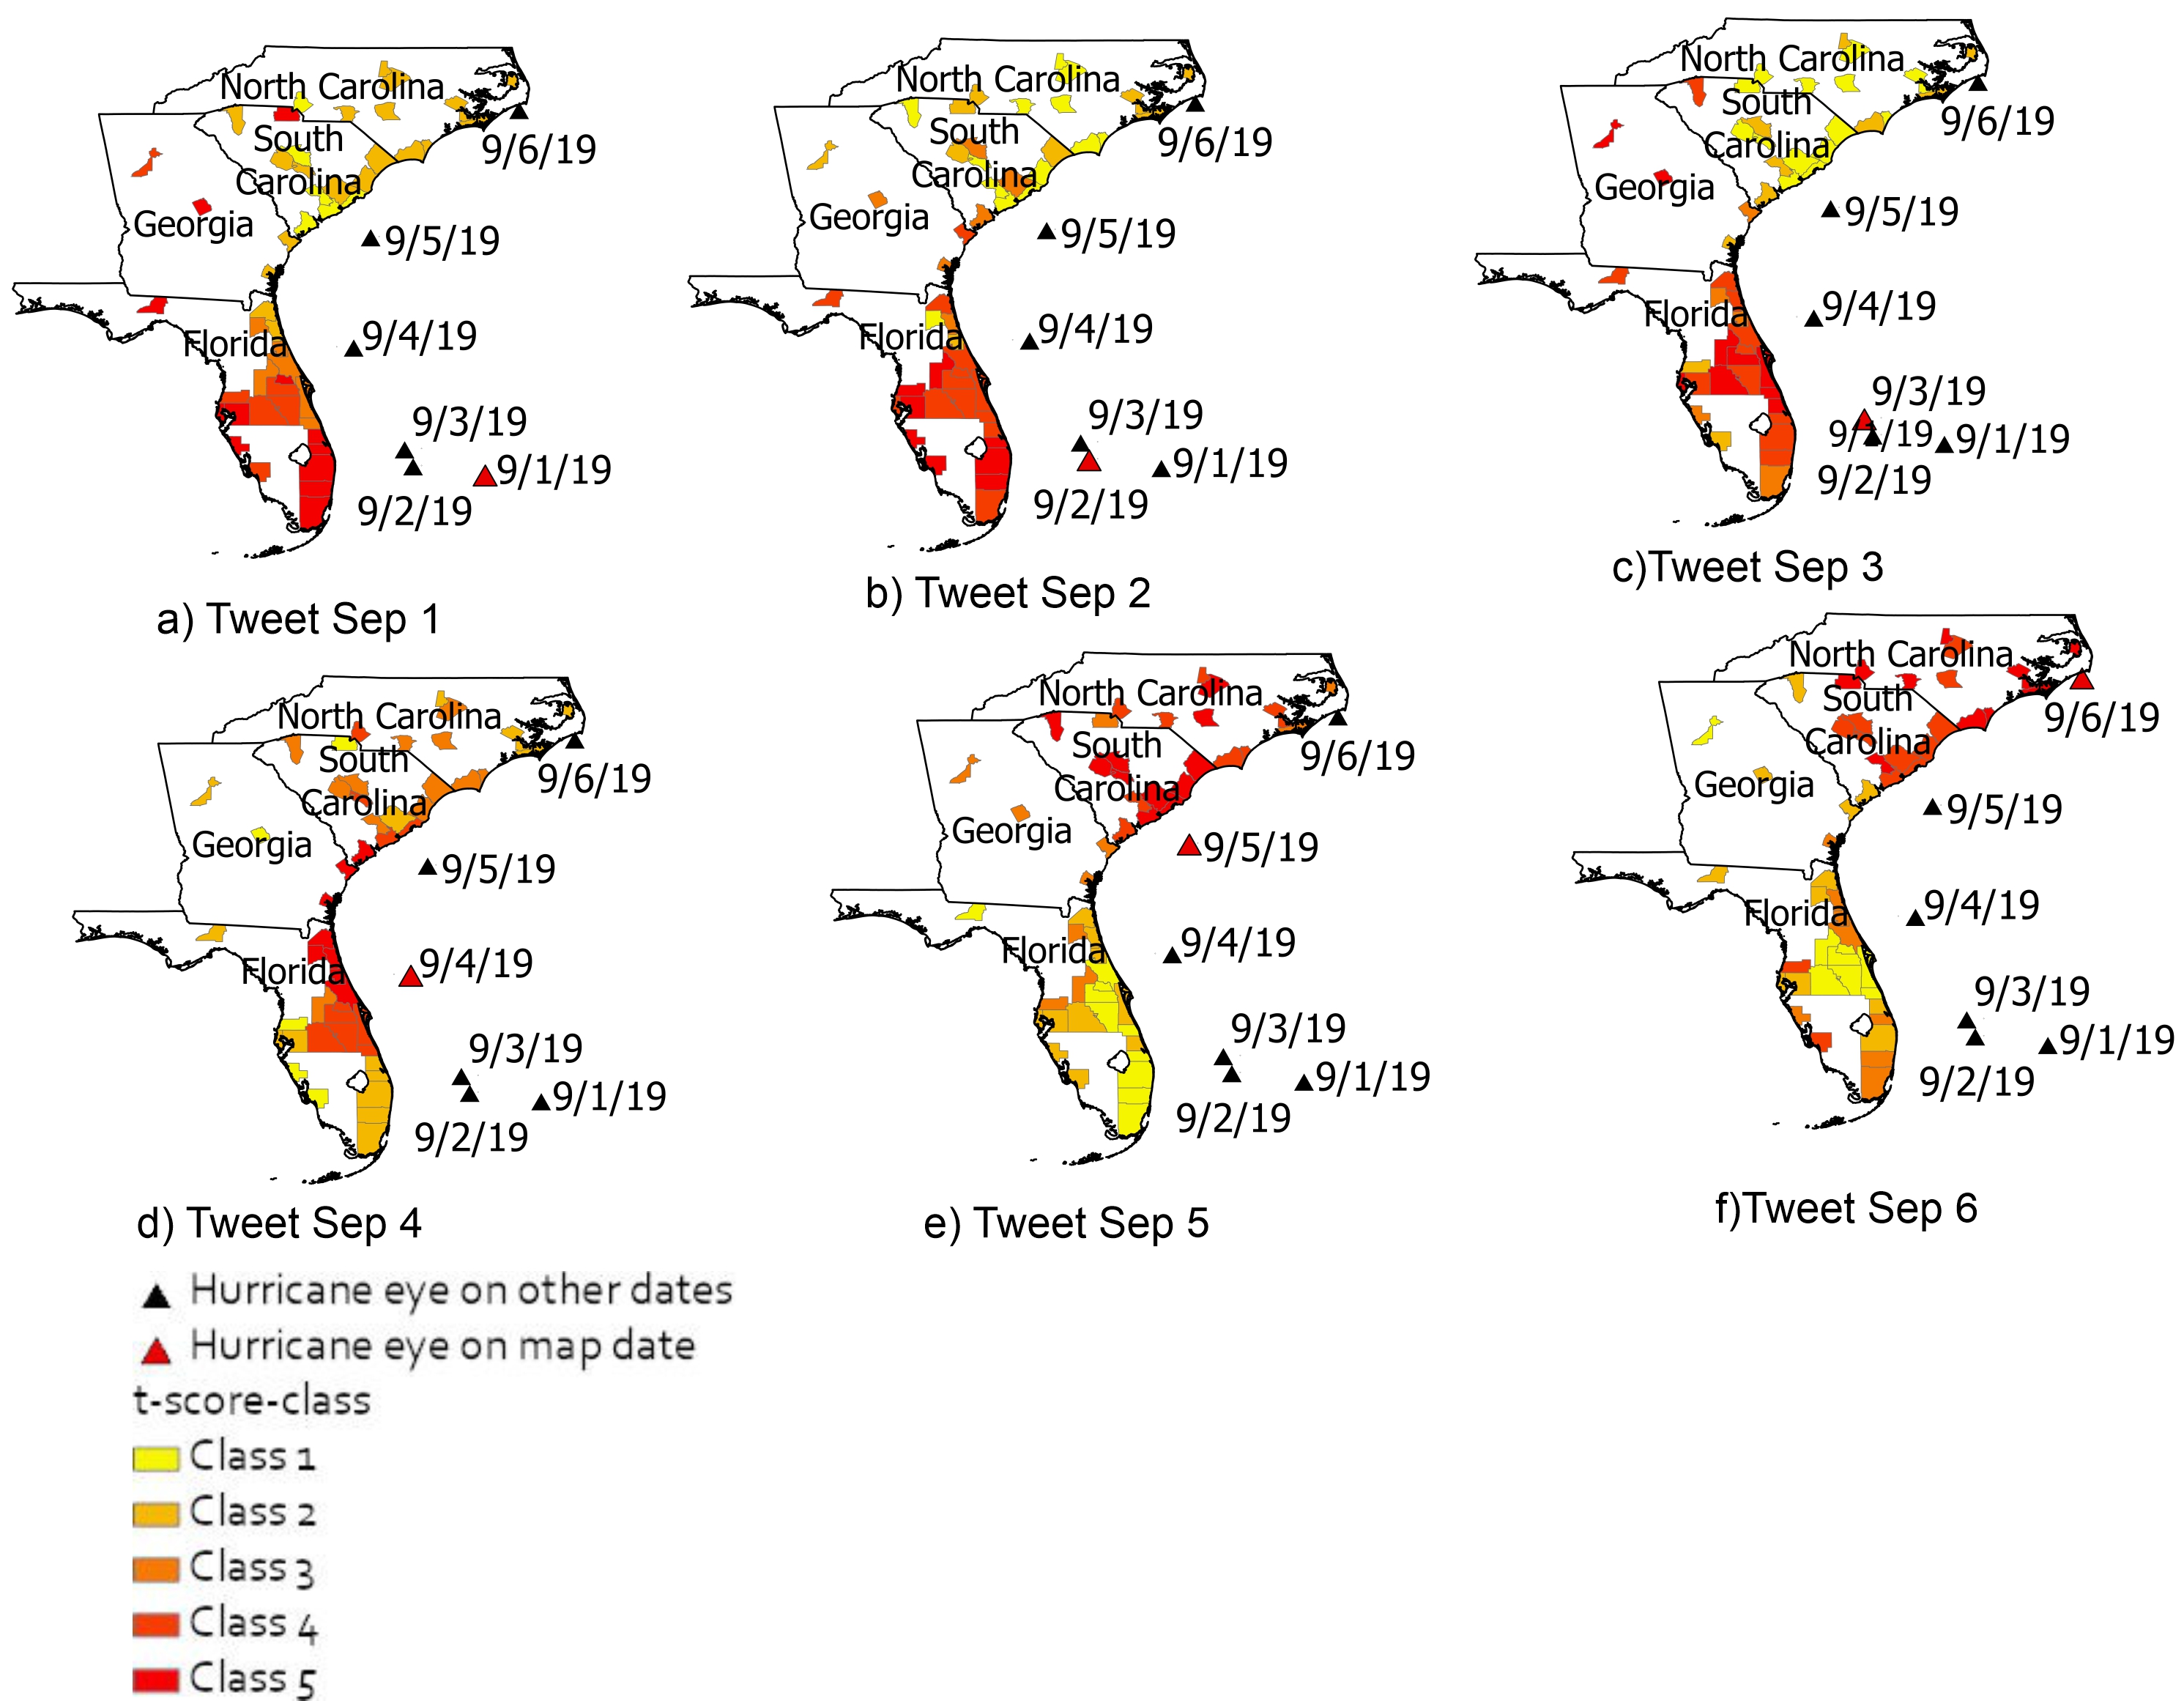 North Carolina
South
Carolina
Georgia
Florida
9/6/19
9/5/19
9/4/19
9/3/19
9/1/19
9/2/19
a) Tweet Sep 1
North Carolina
South
Carolina
Georgia
Florida
9/6/19
9/5/19
9/4/19
9/3/19
9/1/19
9/2/19
b) Tweet Sep 2
North Carolina
South
Carolina
Georgia
Florida
9/6/19
9/5/19
9/4/19
9/3/19
9/1/19
9/2/19
c)Tweet Sep 3
North Carolina
South
Carolina
Georgia
Florida
9/6/19
9/5/19
9/4/19
9/3/19
9/1/19
9/2/19
d) Tweet Sep 4
North Carolina
South
Carolina
Georgia
Florida
9/6/19
9/5/19
9/4/19
9/3/19
9/1/19
9/2/19
e) Tweet Sep 5
North Carolina
South
Carolina
Georgia
Florida
9/6/19
9/5/19
9/4/19
9/3/19
9/1/19
9/2/19
f)Tweet Sep 6
Hurricane eye on other dates
Hurricane eye on map date
t-score-class
Class 1
Class 2
Class 3
Class 4
Class 5